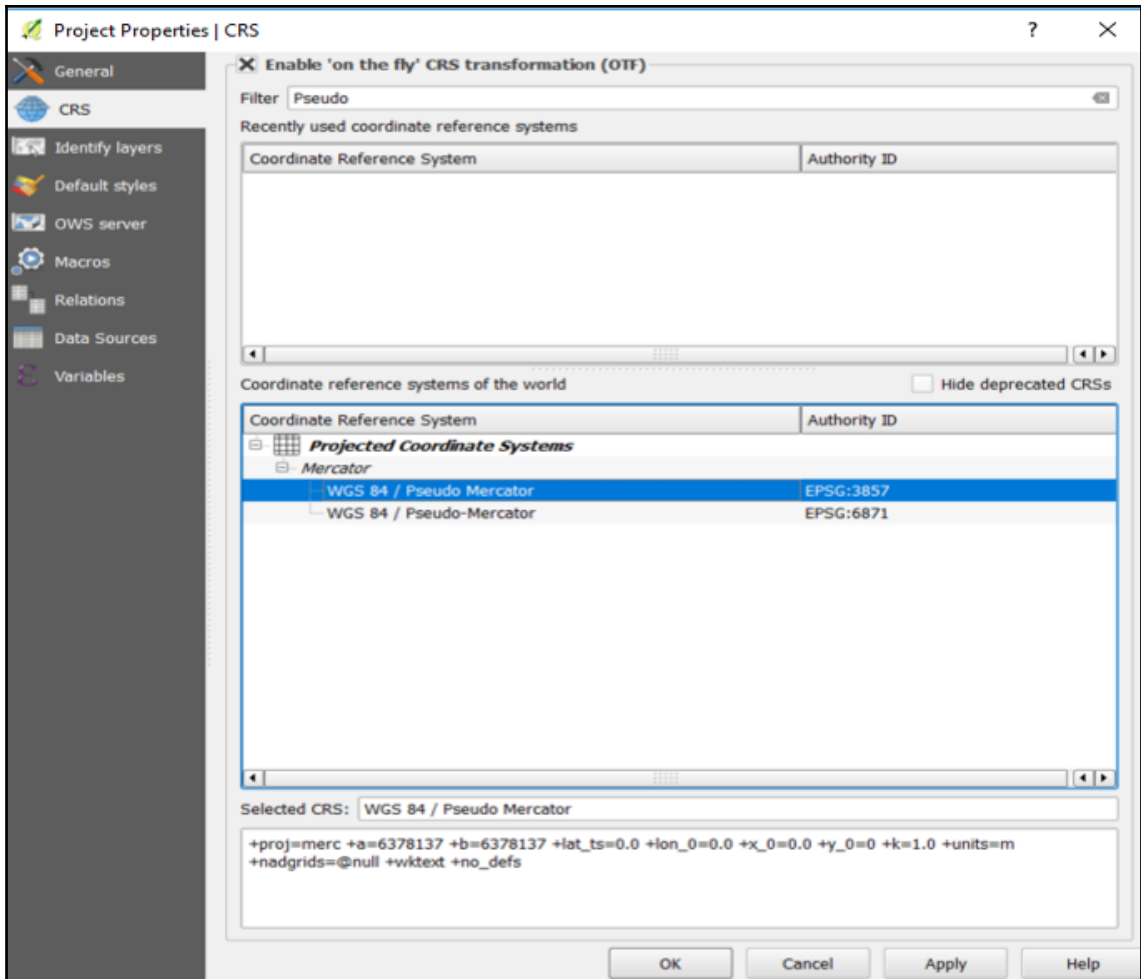 Project Properties | CRS
?
General
CRS
Identify layers
Default styles
OWS server
Macros
Relations
Data Sources
Variables
Enable 'on the fly' CRS transformation (OTF)
Filter Pseudo
Recently used coordinate reference systems
Coordinate Reference System Authority ID
Coordinate reference systems of the world Hide deprecated CRSs
Coordinate Reference System Authority ID
Projected Coordinate Systems
Mercator
WGS 84 / Pseudo Mercator EPSG:3857
WGS 84 / Pseudo-Mercator EPSG:6871
Selected CRS: WGS 84 / Pseudo Mercator
+proj=merc +a=6378137 +b=6378137 +lat_ts=0.0 +lon_0=0.0 +x_0=0.0 +y_0=0 +k=1.0 +units=m
+nadgrids=@null +wktext +no_defs
OK Cancel Apply Help